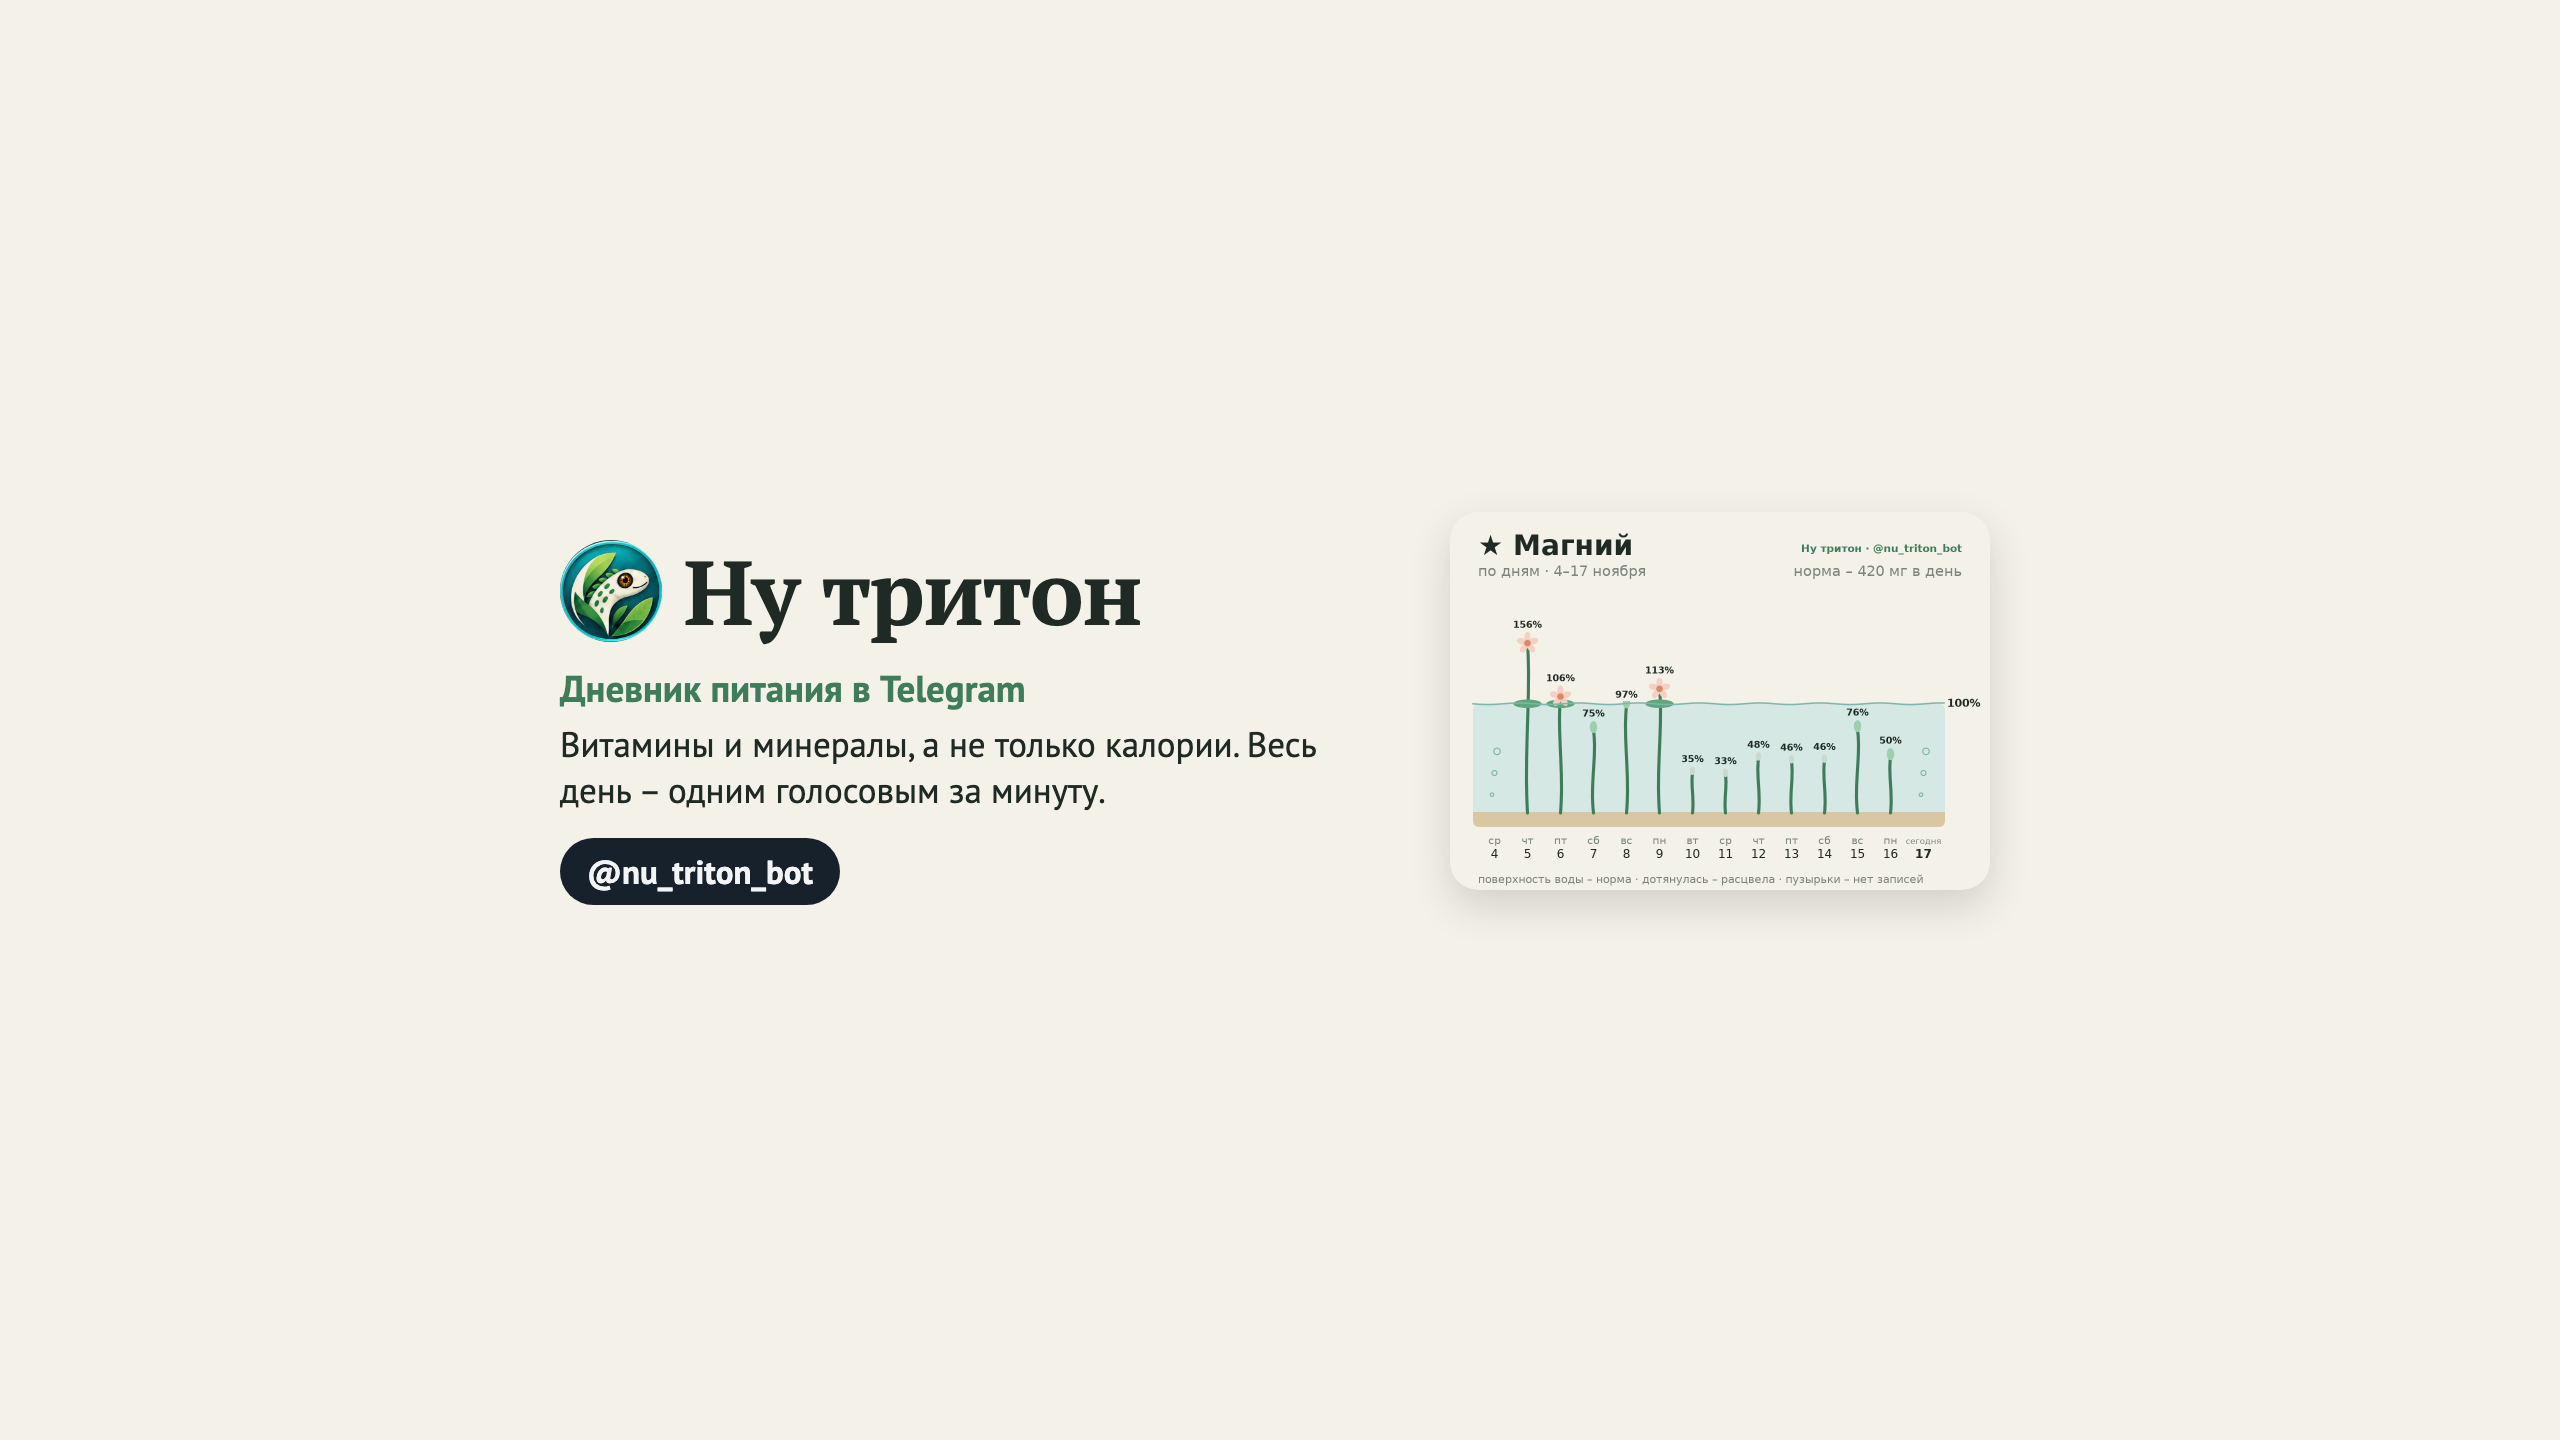 Ну тритон
Дневник питания в Telegram
Витамины и минералы, а не только калории. Весь
день – одним голосовым за минуту.
@nu_triton_bot
★ Магний
Ну тритон · @nu_triton_bot
по дням · 4–17 ноября
норма – 420 мг в день
156%
106%
75%
97%
113%
35%
33%
48%
46%
46%
76%
50%
100%
ср чт пт сб вс пн вт ср чт пт сб вс пн сегодня
4 5 6 7 8 9 10 11 12 13 14 15 16 17
поверхность воды – норма · дотянулась – расцвела · пузырьки – нет записей